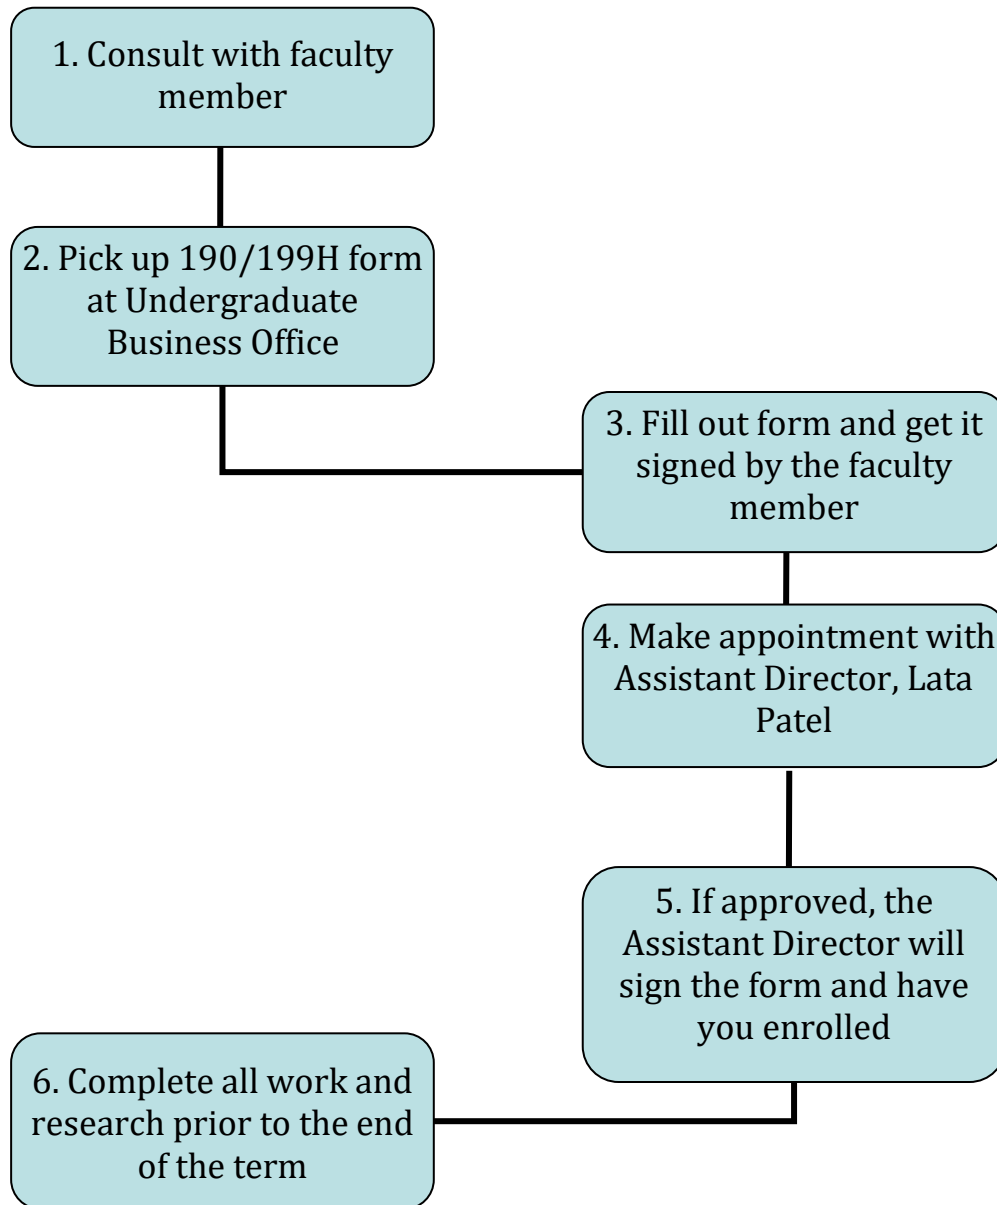 1. Consult with faculty
member
2. Pick up 190/199H form
at Undergraduate
Business Office
3. Fill out form and get it
signed by the faculty
member
4. Make appointment with
Assistant Director, Lata
Patel
5. If approved, the
Assistant Director will
sign the form and have
you enrolled
6. Complete all work and
research prior to the end
of the term